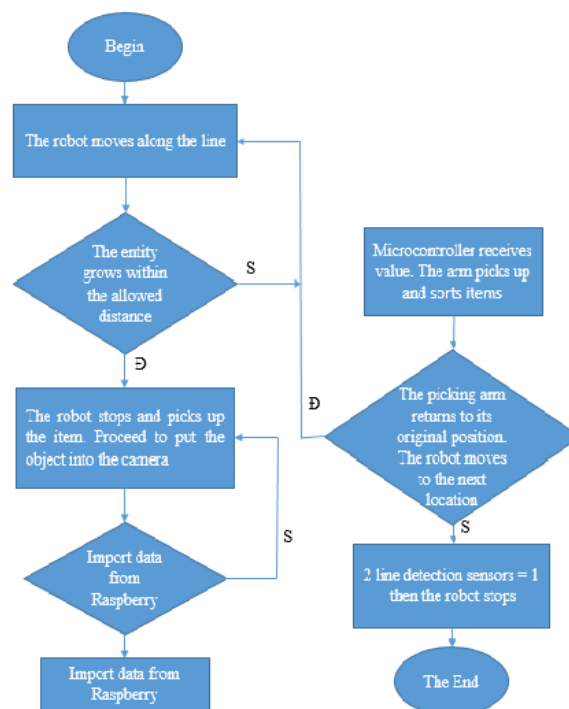 Begin
The robot moves along the line
The entity
grows within
the allowed
distance
S
Đ
The robot stops and picks up
the item. Proceed to put the
object into the camera
S
Import data
from
Raspberry
Import data from
Raspberry
Microcontroller receives
value. The arm picks up
and sorts items
Đ
The picking arm
returns to its
original position.
The robot moves
to the next
location
S
2 line detection sensors = 1
then the robot stops
The End